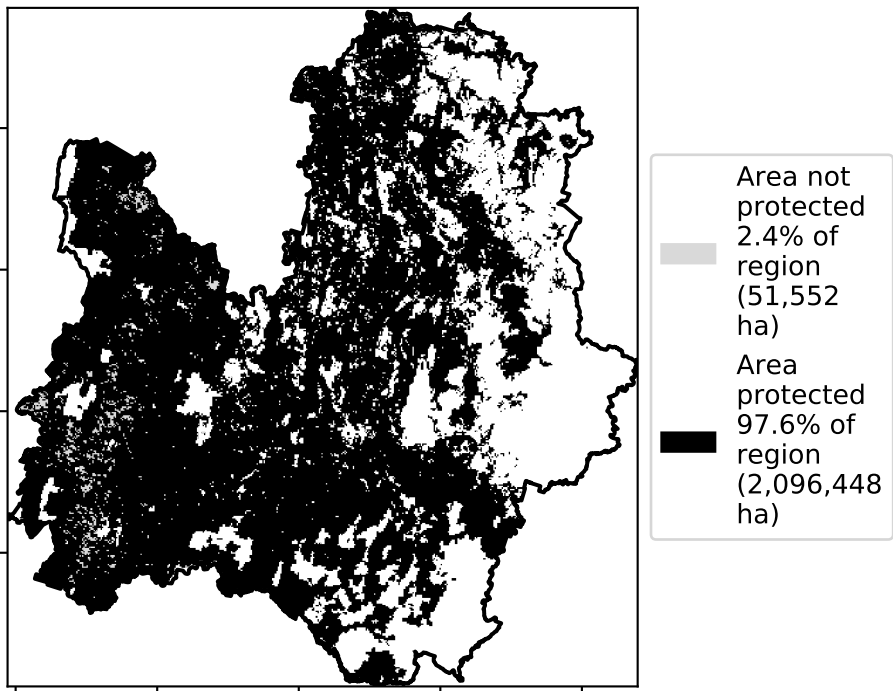 Area not
protected
2.4% of
region
(51,552
ha)
Area
protected
97.6% of
region
(2,096,448
ha)